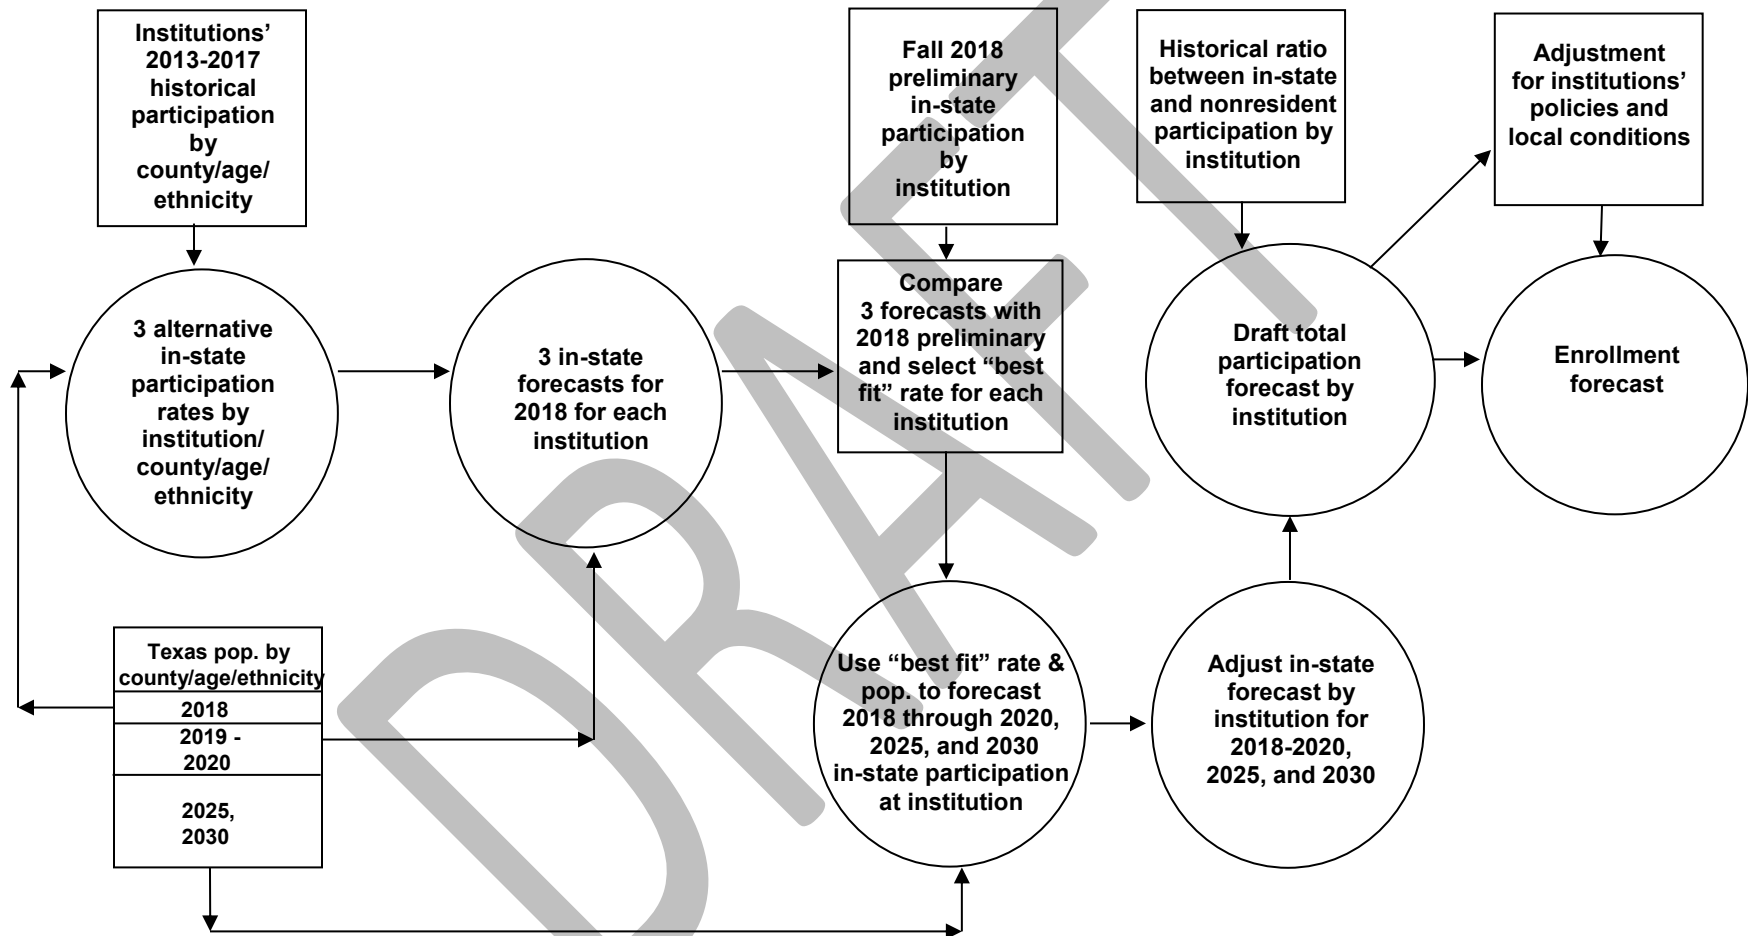 Institutions’
2013-2017
historical
participation
by
county/age/
ethnicity
Fall 2018
preliminary
in-state
participation
by
institution
Historical ratio
between in-state
and nonresident
participation by
institution
Adjustment
for institutions’
policies and
local conditions
3 alternative
in-state
participation
rates by
institution/
county/age/
ethnicity
3 in-state
forecasts for
2018 for each
institution
Compare
3 forecasts with
2018 preliminary
and select “best
fit” rate for each
institution
Draft total
participation
forecast by
institution
Enrollment
forecast
Texas pop. by
county/age/ethnicity
2018
2019 -
2020
2025,
2030
Use “best fit” rate &
pop. to forecast
2018 through 2020,
2025, and 2030
in-state participation
at institution
Adjust in-state
forecast by
institution for
2018-2020,
2025, and 2030
DRAFT